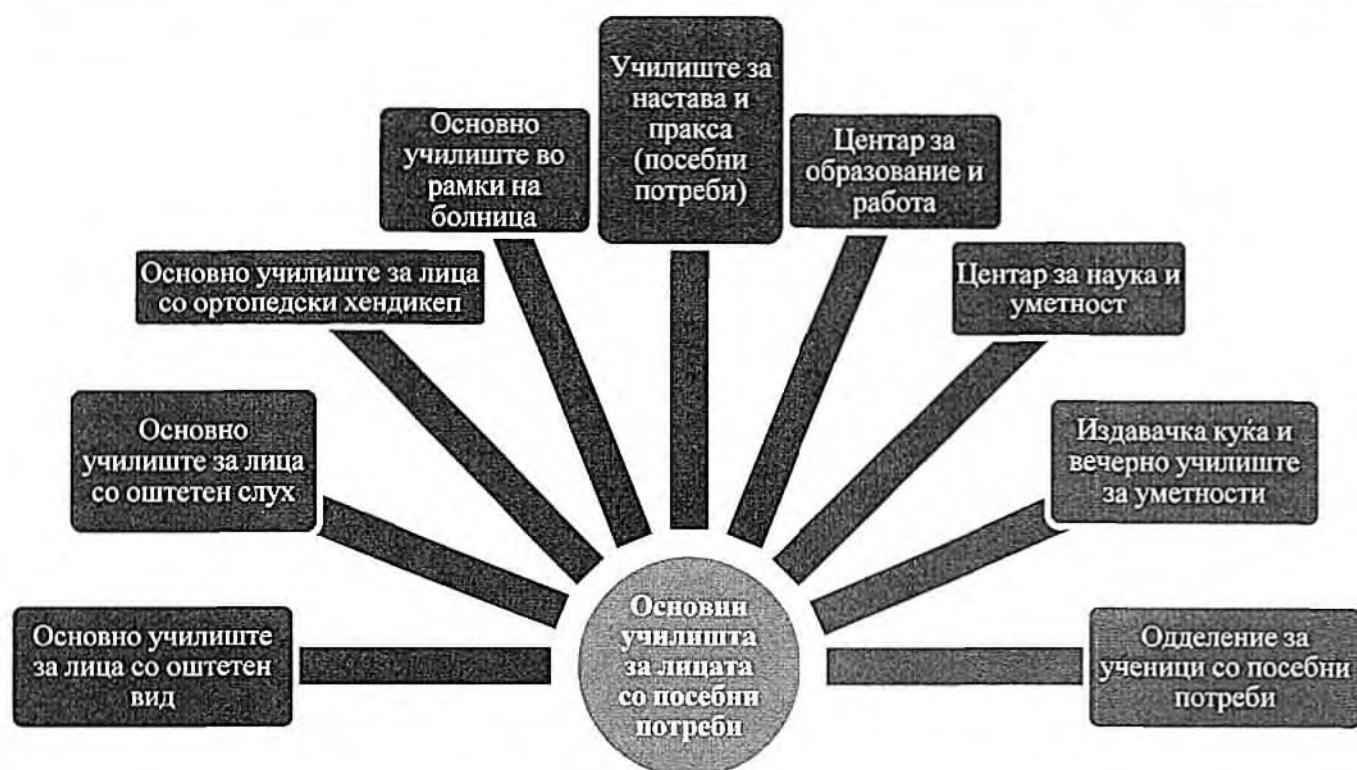 Основно училиште
за лица со оштетен
вид
Основно
училиште за лица
со оштетен слух
Основно училиште за лица
со ортопедски хендикеп
Основно
училиште во
рамки на
болница
Училиште за
настава и
пракса
(посебни
потреби)
Центар за
образование и
работа
Центар за наука и
уметност
Издавачка куќа и
вечерно училиште
за уметности
Одделение за
ученици со посебни
потреби
Основни
училишта
за лицата
со посебни
потреби